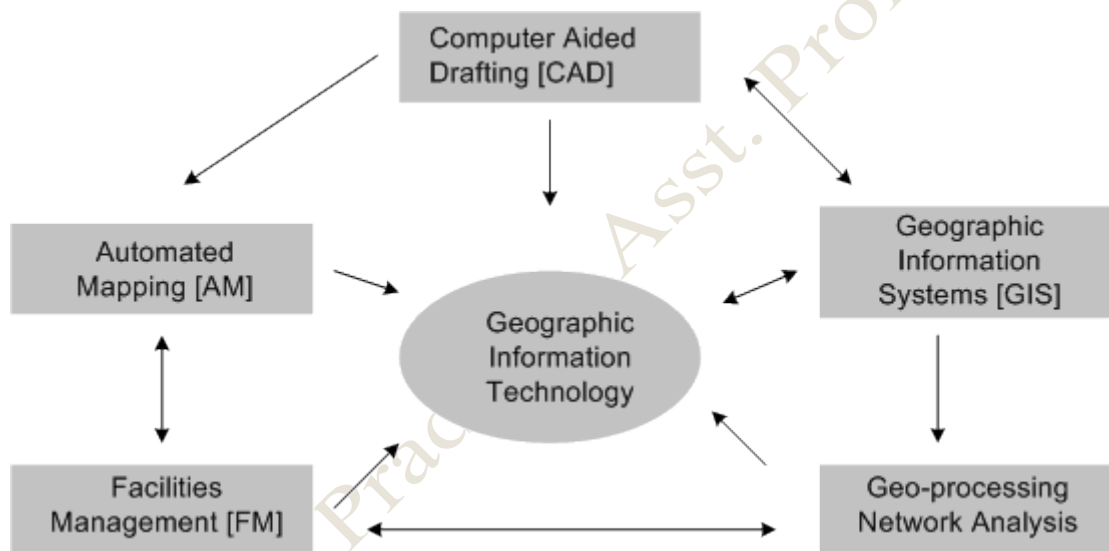 Computer Aided
Drafting [CAD]
Automated
Mapping [AM]
Geographic
Information
Systems [GIS]
Geographic
Information
Technology
Facilities
Management [FM]
Geo-processing
Network Analysis
Asst.